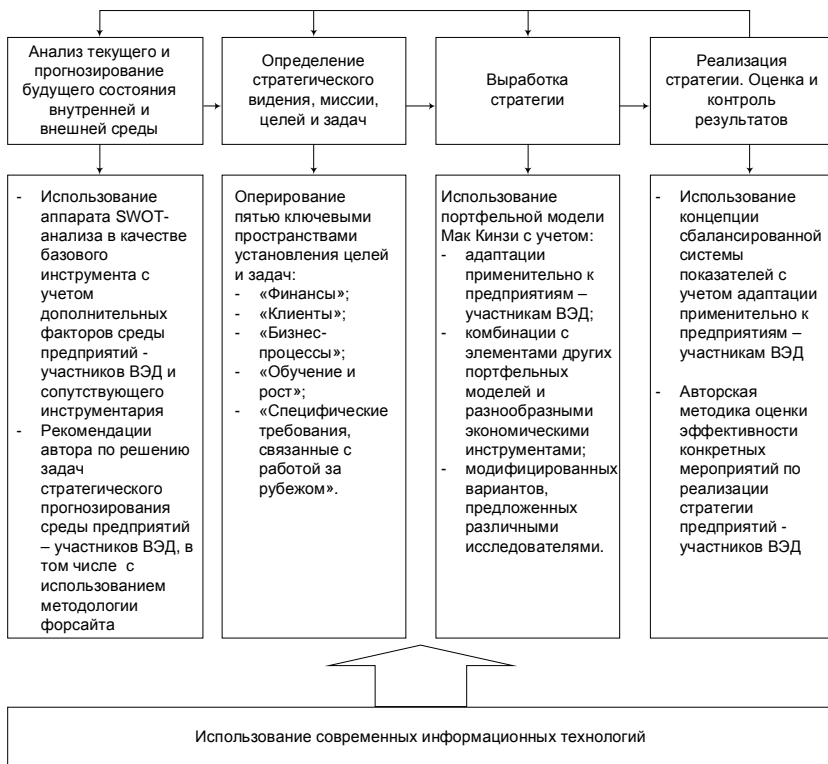 Анализ текущего и
прогнозирование
будущего состояния
внутренней и
внешней среды
Определение
стратегического
видения, миссии,
целей и задач
Выработка
стратегии
Реализация
стратегии. Оценка и
контроль
результатов
- Использование
аппарата SWOT-
анализа в качестве
базового
инструмента с
учетом
дополнительных
факторов среды
предприятий -
участников ВЭД и
сопутствующего
инструментария
- Рекомендации
автора по решению
задач
стратегического
прогнозирования
среды предприятий
– участников ВЭД, в
том числе с
использованием
методологии
форсайта
Оперирование
пятью ключевыми
пространствами
установления целей
и задач:
- «Финансы»;
- «Клиенты»;
- «Бизнес-
процессы»;
- «Обучение и
рост»;
- «Специфические
требования,
связанные с
работой за
рубежом».
Использование
портфельной модели
Мак Кинзи с учетом:
- адаптации
применительно к
предприятиям –
участникам ВЭД;
- комбинации с
элементами других
портфельных
моделей и
разнообразными
экономическими
инструментами;
- модифицированных
вариантов,
предложенных
различными
исследователями.
- Использование
концепции
сбалансированной
системы
показателей с
учетом адаптации
применительно к
предприятиям –
участникам ВЭД
- Авторская
методика оценки
эффективности
конкретных
мероприятий по
реализации
стратегии
предприятий -
участников ВЭД
Использование современных информационных технологий